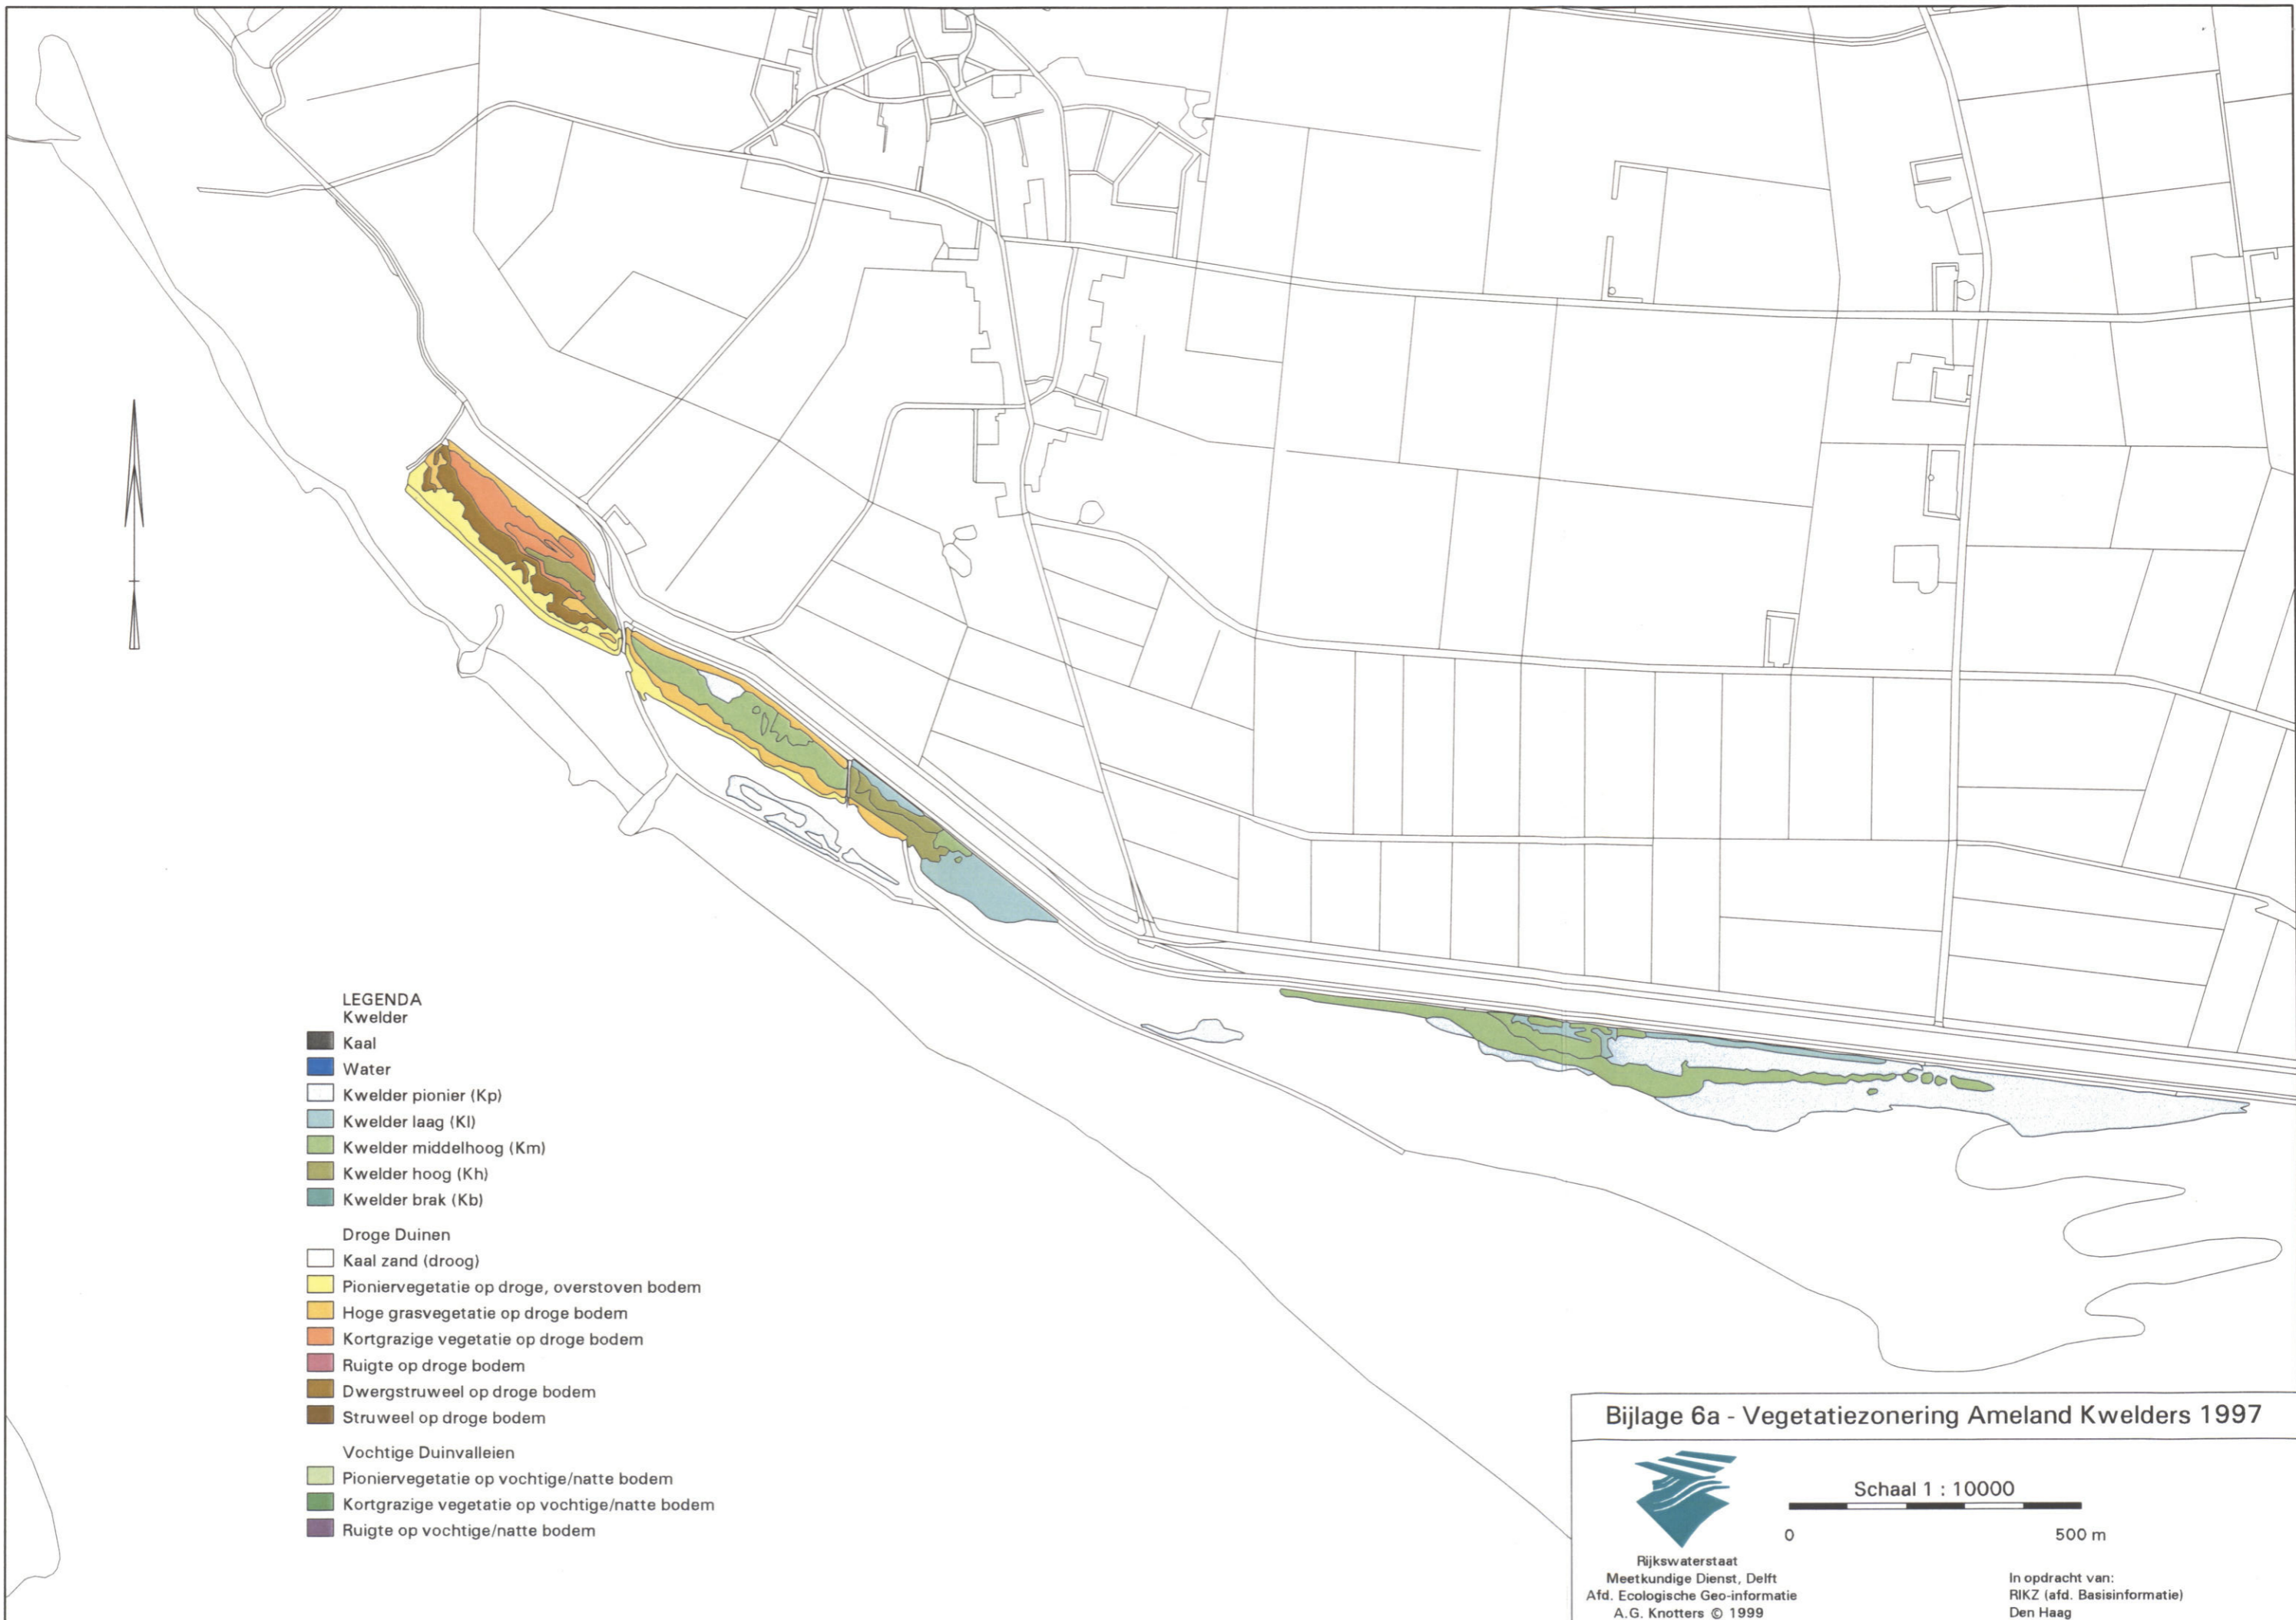 LEGENDA
Kwelder
Kaal
Water
Kwelder pionier (Kp)
Kwelder laag (Kl)
Kwelder middelhoog (Km)
Kwelder hoog (Kh)
Kwelder brak (Kb)
Droge Duinen
Kaal zand (droog)
Pioniervegetatie op droge, overstoven bodem
Hoge grasvegetatie op droge bodem
Kortgrazige vegetatie op droge bodem
Ruigte op droge bodem
Dwergstruweel op droge bodem
Struweel op droge bodem
Vochtige Duinvalleien
Pioniervegetatie op vochtige/natte bodem
Kortgrazige vegetatie op vochtige/natte bodem
Ruigte op vochtige/natte bodem
Bijlage 6a - Vegetatiezonering Ameland Kwelders 1997
Schaal 1 : 10000
0 500 m
Rijkswaterstaat
Meetkundige Dienst, Delft
Afd. Ecologische Geo-informatie
A.G. Knotters © 1999
In opdracht van:
RIKZ (afd. Basisinformatie)
Den Haag